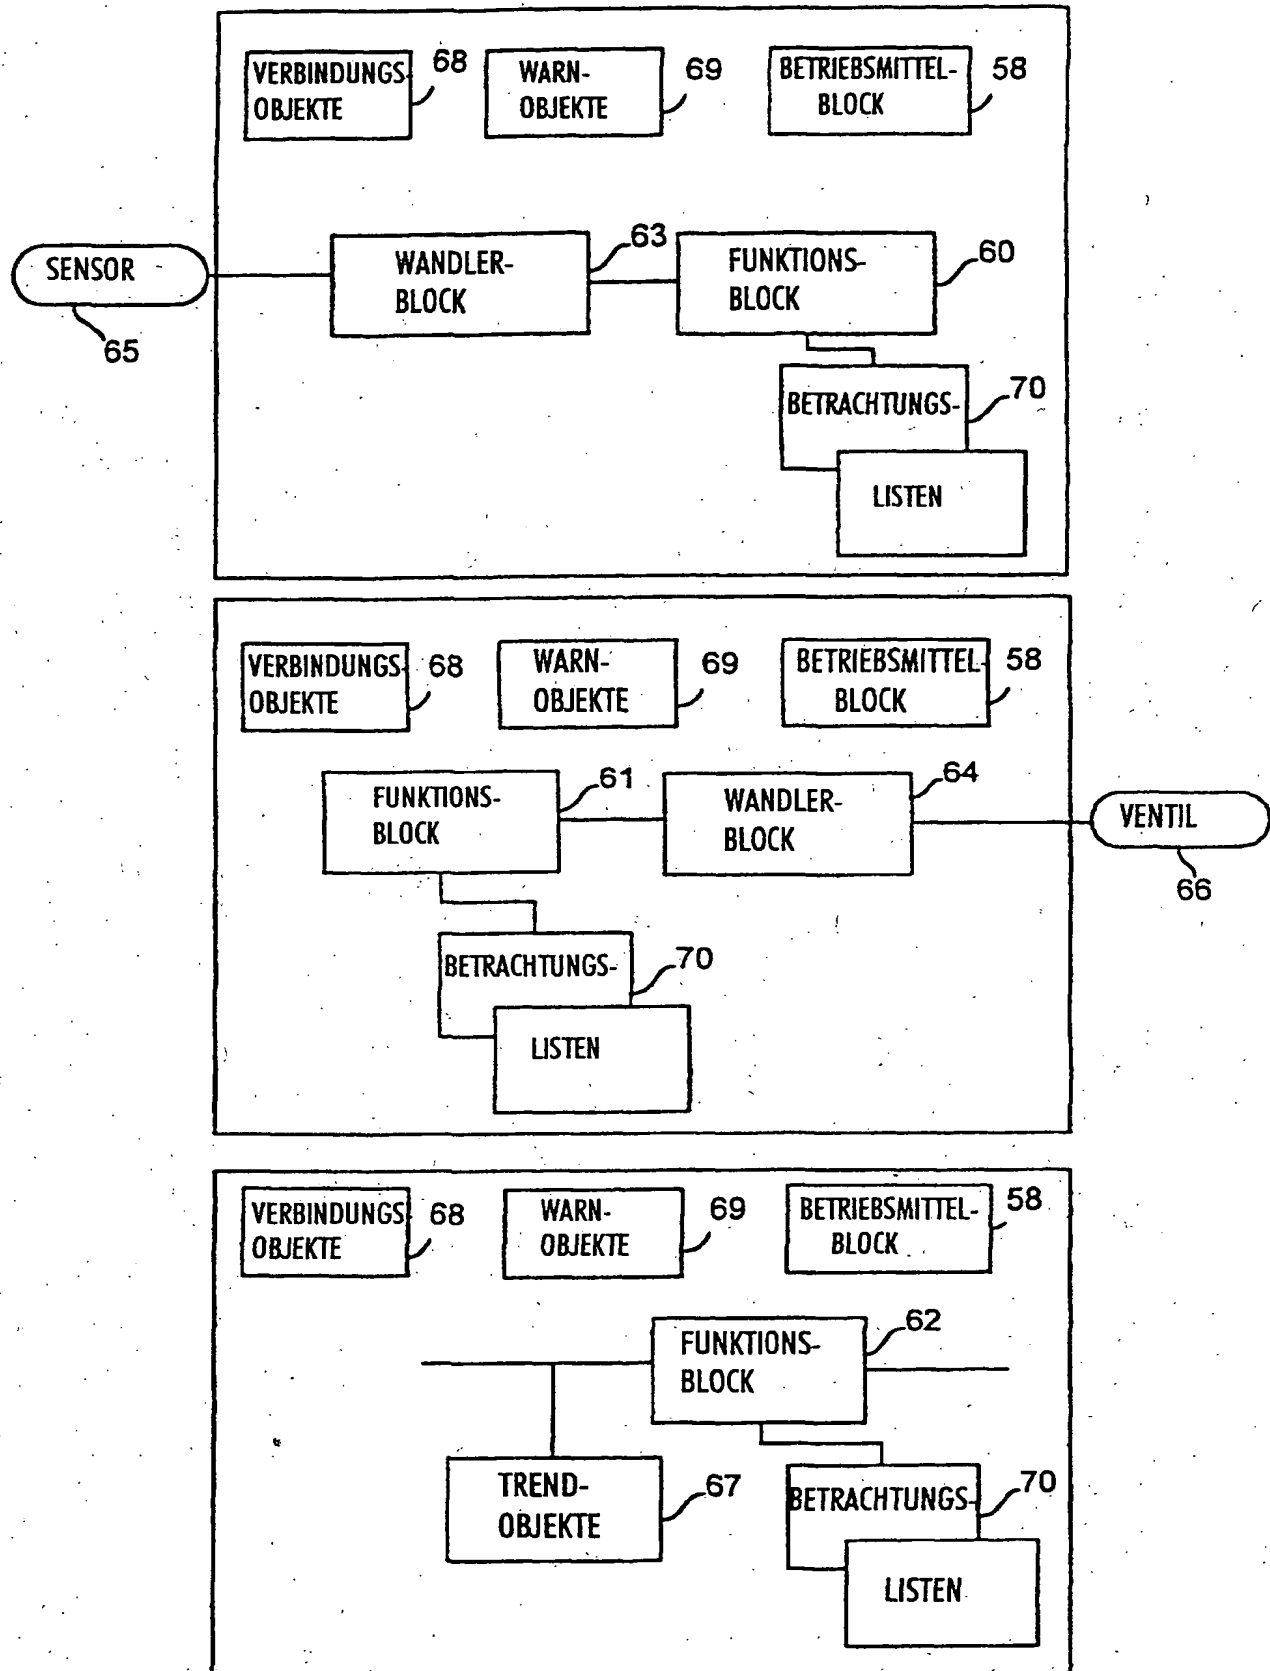 VERBINDUNGS-
OBJEKTE
68
WARN-
OBJEKTE
69
BETRIEBSMITTEL-
BLOCK
58
SENSOR
65
WANDLER-
BLOCK
63
FUNKTIONS-
BLOCK
60
BETRACHTUNGS-
70
LISTEN
VERBINDUNGS-
OBJEKTE
68
WARN-
OBJEKTE
69
BETRIEBSMITTEL-
BLOCK
58
FUNKTIONS-
BLOCK
61
WANDLER-
BLOCK
64
VENTIL
66
BETRACHTUNGS-
70
LISTEN
VERBINDUNGS
OBJEKTE
68
WARN-
OBJEKTE
69
BETRIEBSMITTEL-
BLOCK
58
FUNKTIONS-
BLOCK
62
TREND-
OBJEKTE
67
BETRACHTUNGS-
70
LISTEN